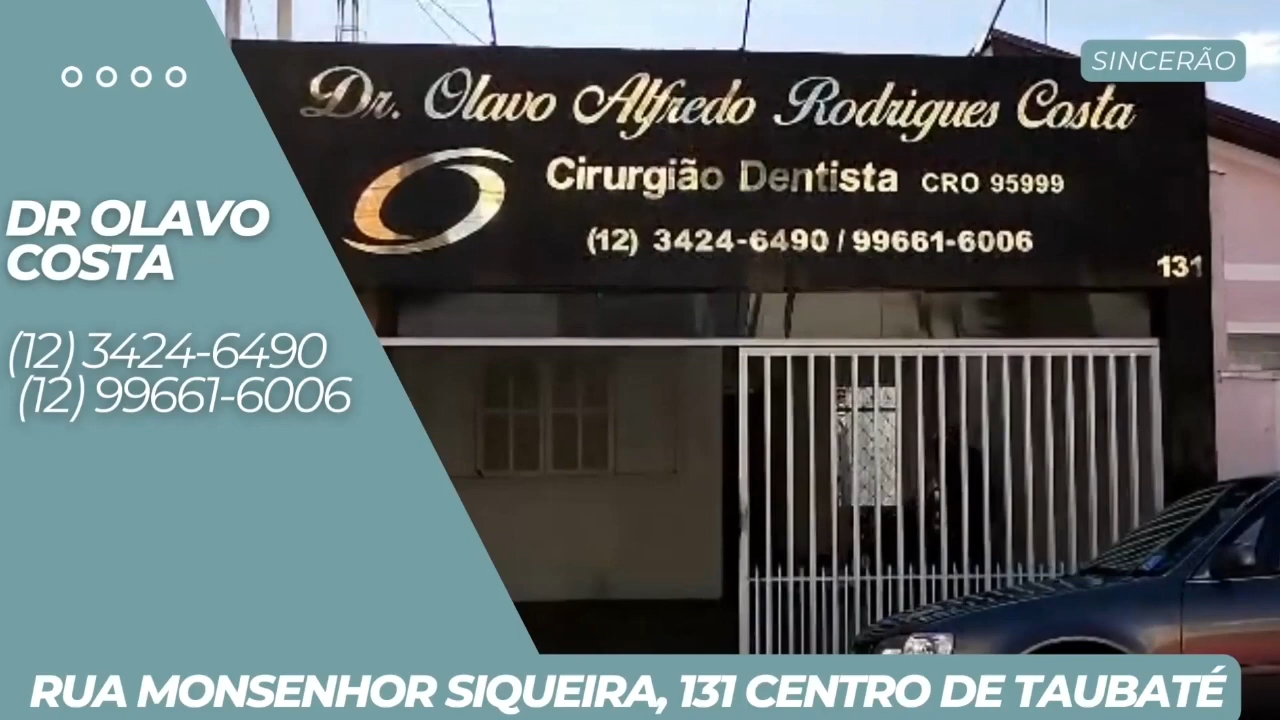 SINCERÃO
Dr. Olavo Alfredo Rodrigues Costa
Cirurgião Dentista CRO 95999
(12) 3424-6490 / 99661-6006
131
DR OLAVO
COSTA
(12) 3424-6490
(12) 99661-6006
RUA MONSENHOR SIQUEIRA, 131 CENTRO DE TAUBATÉ